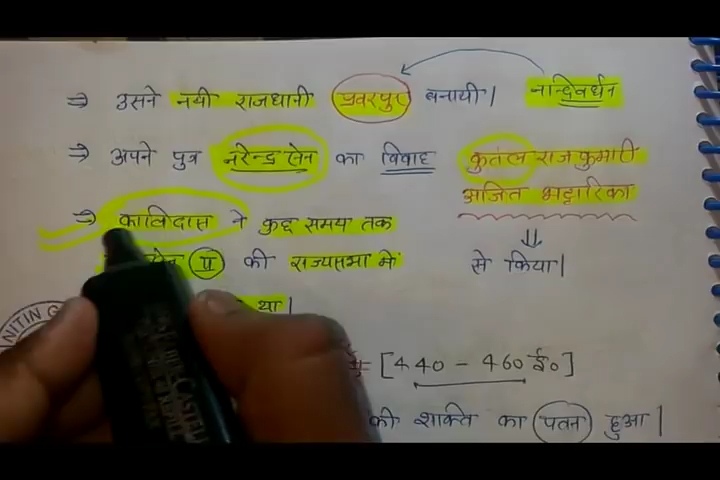 ⇒ उसने नयी राजधानी प्रवरपुर बनायी। नान्दिवर्धन
⇒ अपने पुत्र नरेन्द्र सेन का विवाह कुतंल राजकुमारी
अजित भट्टारिका
⇒ कालिदास ने कुछ समय तक
II की राज्यसभा में से किया।
था।
NITIN G
[440 - 460 ई०]
की शक्ति का पतन हुआ।